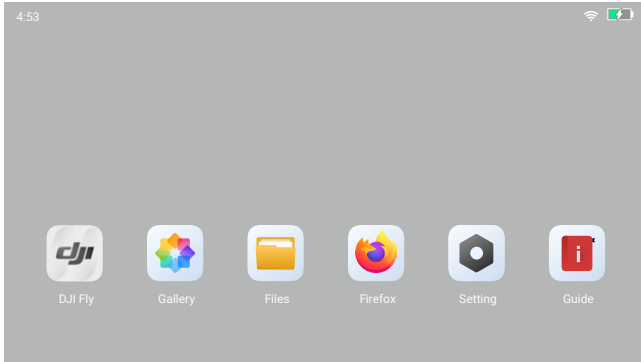 4:53
dji
DJI Fly
Gallery
Files
Firefox
Setting
i
Guide